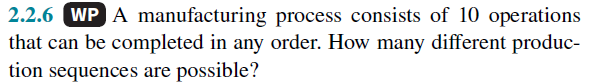 2.2.6 WP A manufacturing process consists of 10 operations
that can be completed in any order. How many different produc-
tion sequences are possible?